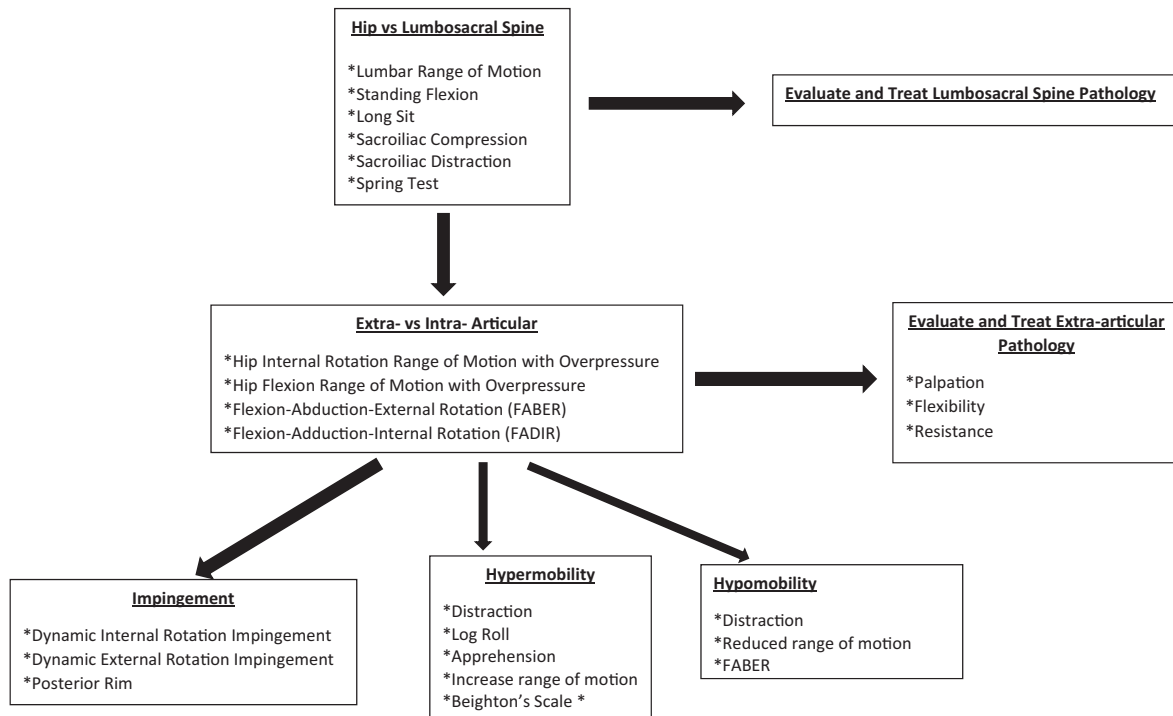 Hip vs Lumbosacral Spine
*Lumbar Range of Motion
*Standing Flexion
*Long Sit
*Sacroiliac Compression
*Sacroiliac Distraction
*Spring Test
Evaluate and Treat Lumbosacral Spine Pathology
Extra- vs Intra- Articular
*Hip Internal Rotation Range of Motion with Overpressure
*Hip Flexion Range of Motion with Overpressure
*Flexion-Abduction-External Rotation (FABER)
*Flexion-Adduction-Internal Rotation (FADIR)
Evaluate and Treat Extra-articular
Pathology
*Palpation
*Flexibility
*Resistance
Impingement
*Dynamic Internal Rotation Impingement
*Dynamic External Rotation Impingement
*Posterior Rim
Hypermobility
*Distraction
*Log Roll
*Apprehension
*Increase range of motion
*Beighton's Scale *
Hypomobility
*Distraction
*Reduced range of motion
*FABER